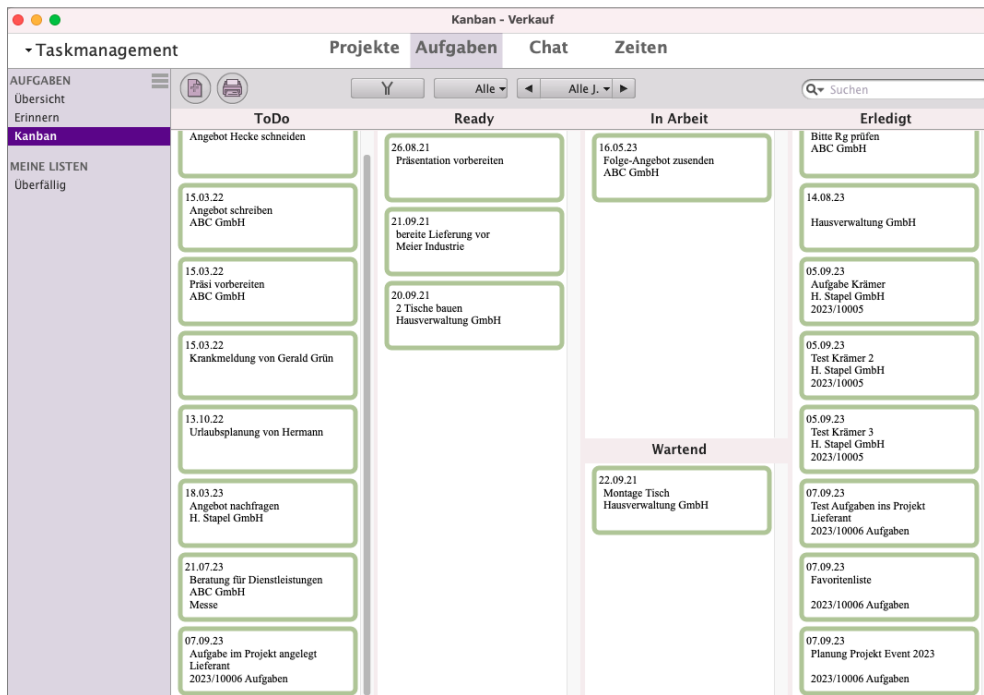 Kanban - Verkauf
Taskmanagement
Projekte
Aufgaben
Chat
Zeiten
AUFGABEN
Übersicht
Erinnern
Kanban
MEINE LISTEN
Überfällig
Alle
Alle J.
Suchen
ToDo
Angebot Hecke schneiden
15.03.22
Angebot schreiben
ABC GmbH
15.03.22
Präsi vorbereiten
ABC GmbH
15.03.22
Krankmeldung von Gerald Grün
13.10.22
Urlaubsplanung von Hermann
18.03.23
Angebot nachfragen
H. Stapel GmbH
21.07.23
Beratung für Dienstleistungen
ABC GmbH
Messe
07.09.23
Aufgabe im Projekt angelegt
Lieferant
2023/10006 Aufgaben
Ready
26.08.21
Präsentation vorbereiten
21.09.21
bereite Lieferung vor
Meier Industrie
20.09.21
2 Tische bauen
Hausverwaltung GmbH
In Arbeit
16.05.23
Folge-Angebot zusenden
ABC GmbH
Wartend
22.09.21
Montage Tisch
Hausverwaltung GmbH
Erledigt
Bitte Rg prüfen
ABC GmbH
14.08.23
Hausverwaltung GmbH
05.09.23
Aufgabe Krämer
H. Stapel GmbH
2023/10005
05.09.23
Test Krämer 2
H. Stapel GmbH
2023/10005
05.09.23
Test Krämer 3
H. Stapel GmbH
2023/10005
07.09.23
Test Aufgaben ins Projekt
Lieferant
2023/10006 Aufgaben
07.09.23
Favoritenliste
2023/10006 Aufgaben
07.09.23
Planung Projekt Event 2023
2023/10006 Aufgaben